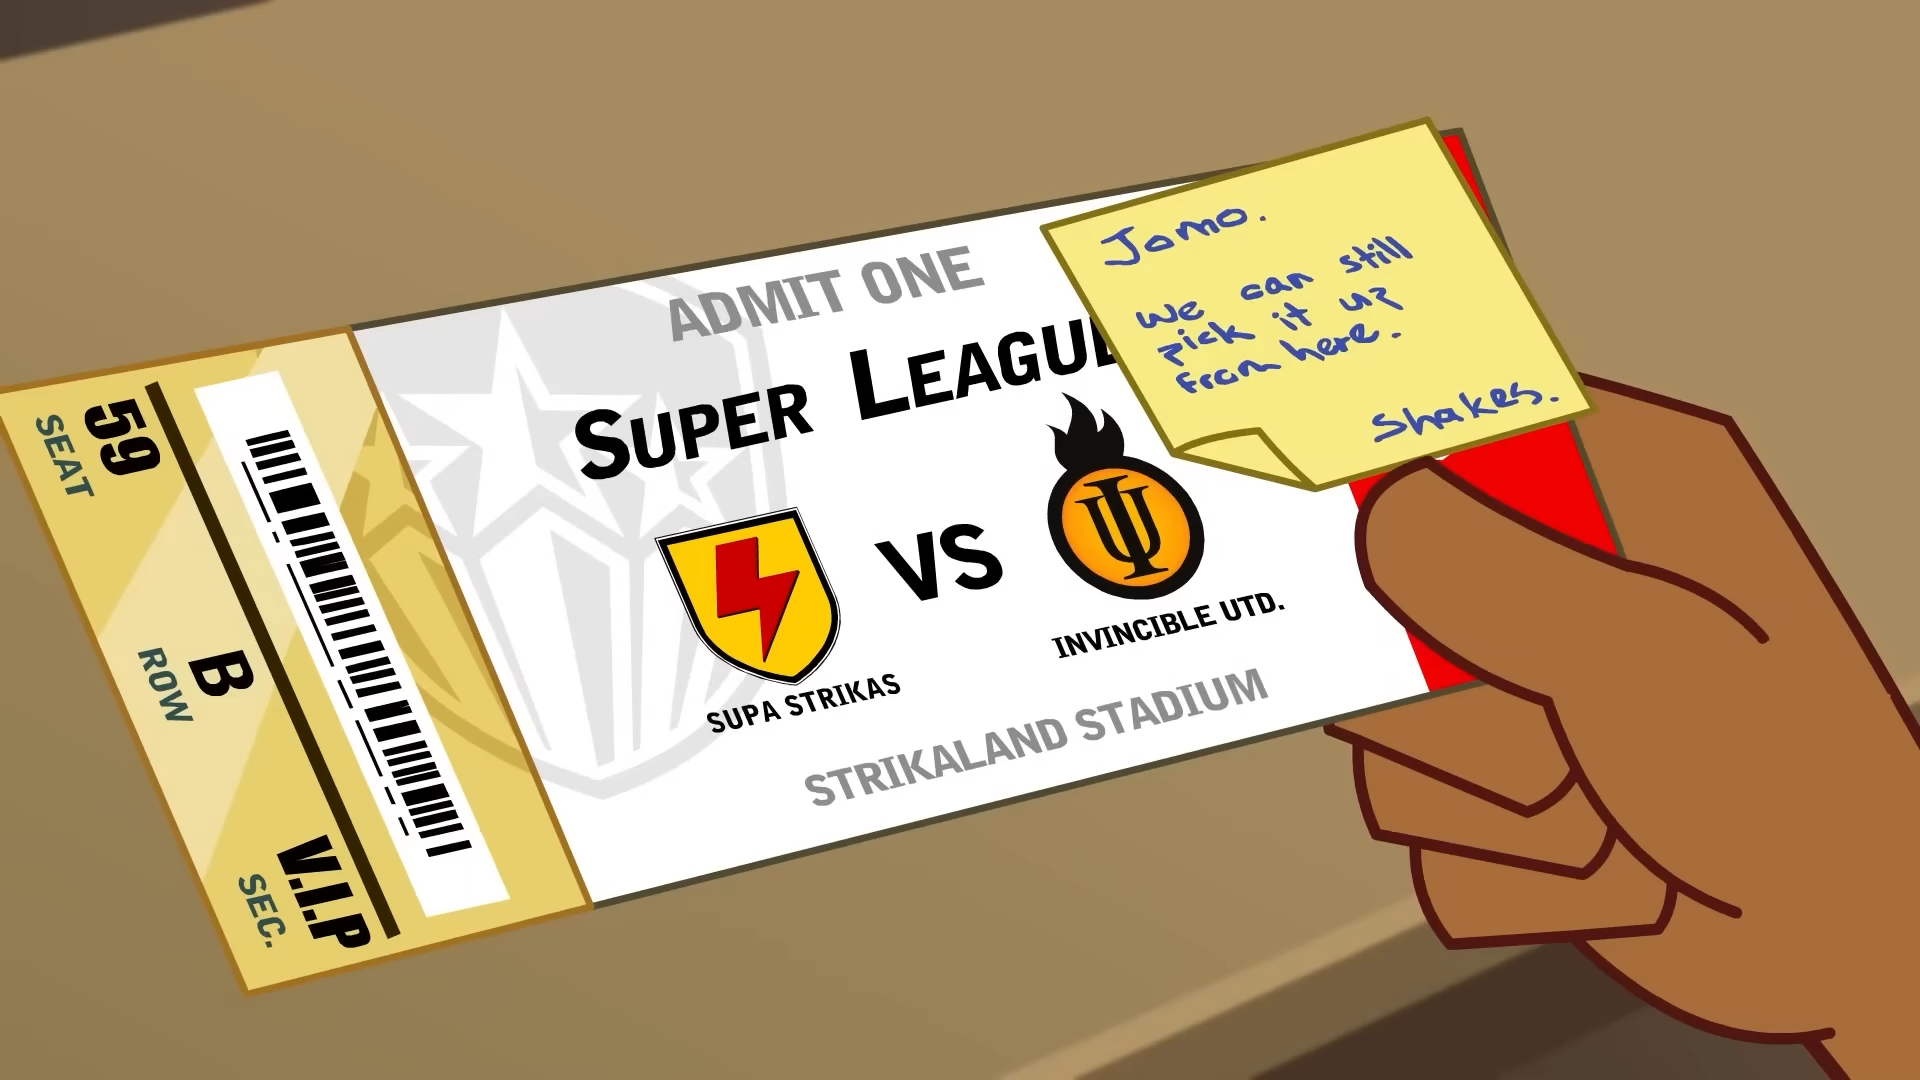 59
SEAT
B
ROW
V.I.P
SEC.
ADMIT ONE
SUPER LEAGUE
VS
SUPA STRIKAS
INVINCIBLE UTD.
STRIKALAND STADIUM
Jomo.
we can still
pick it up
from here.
Shakes.